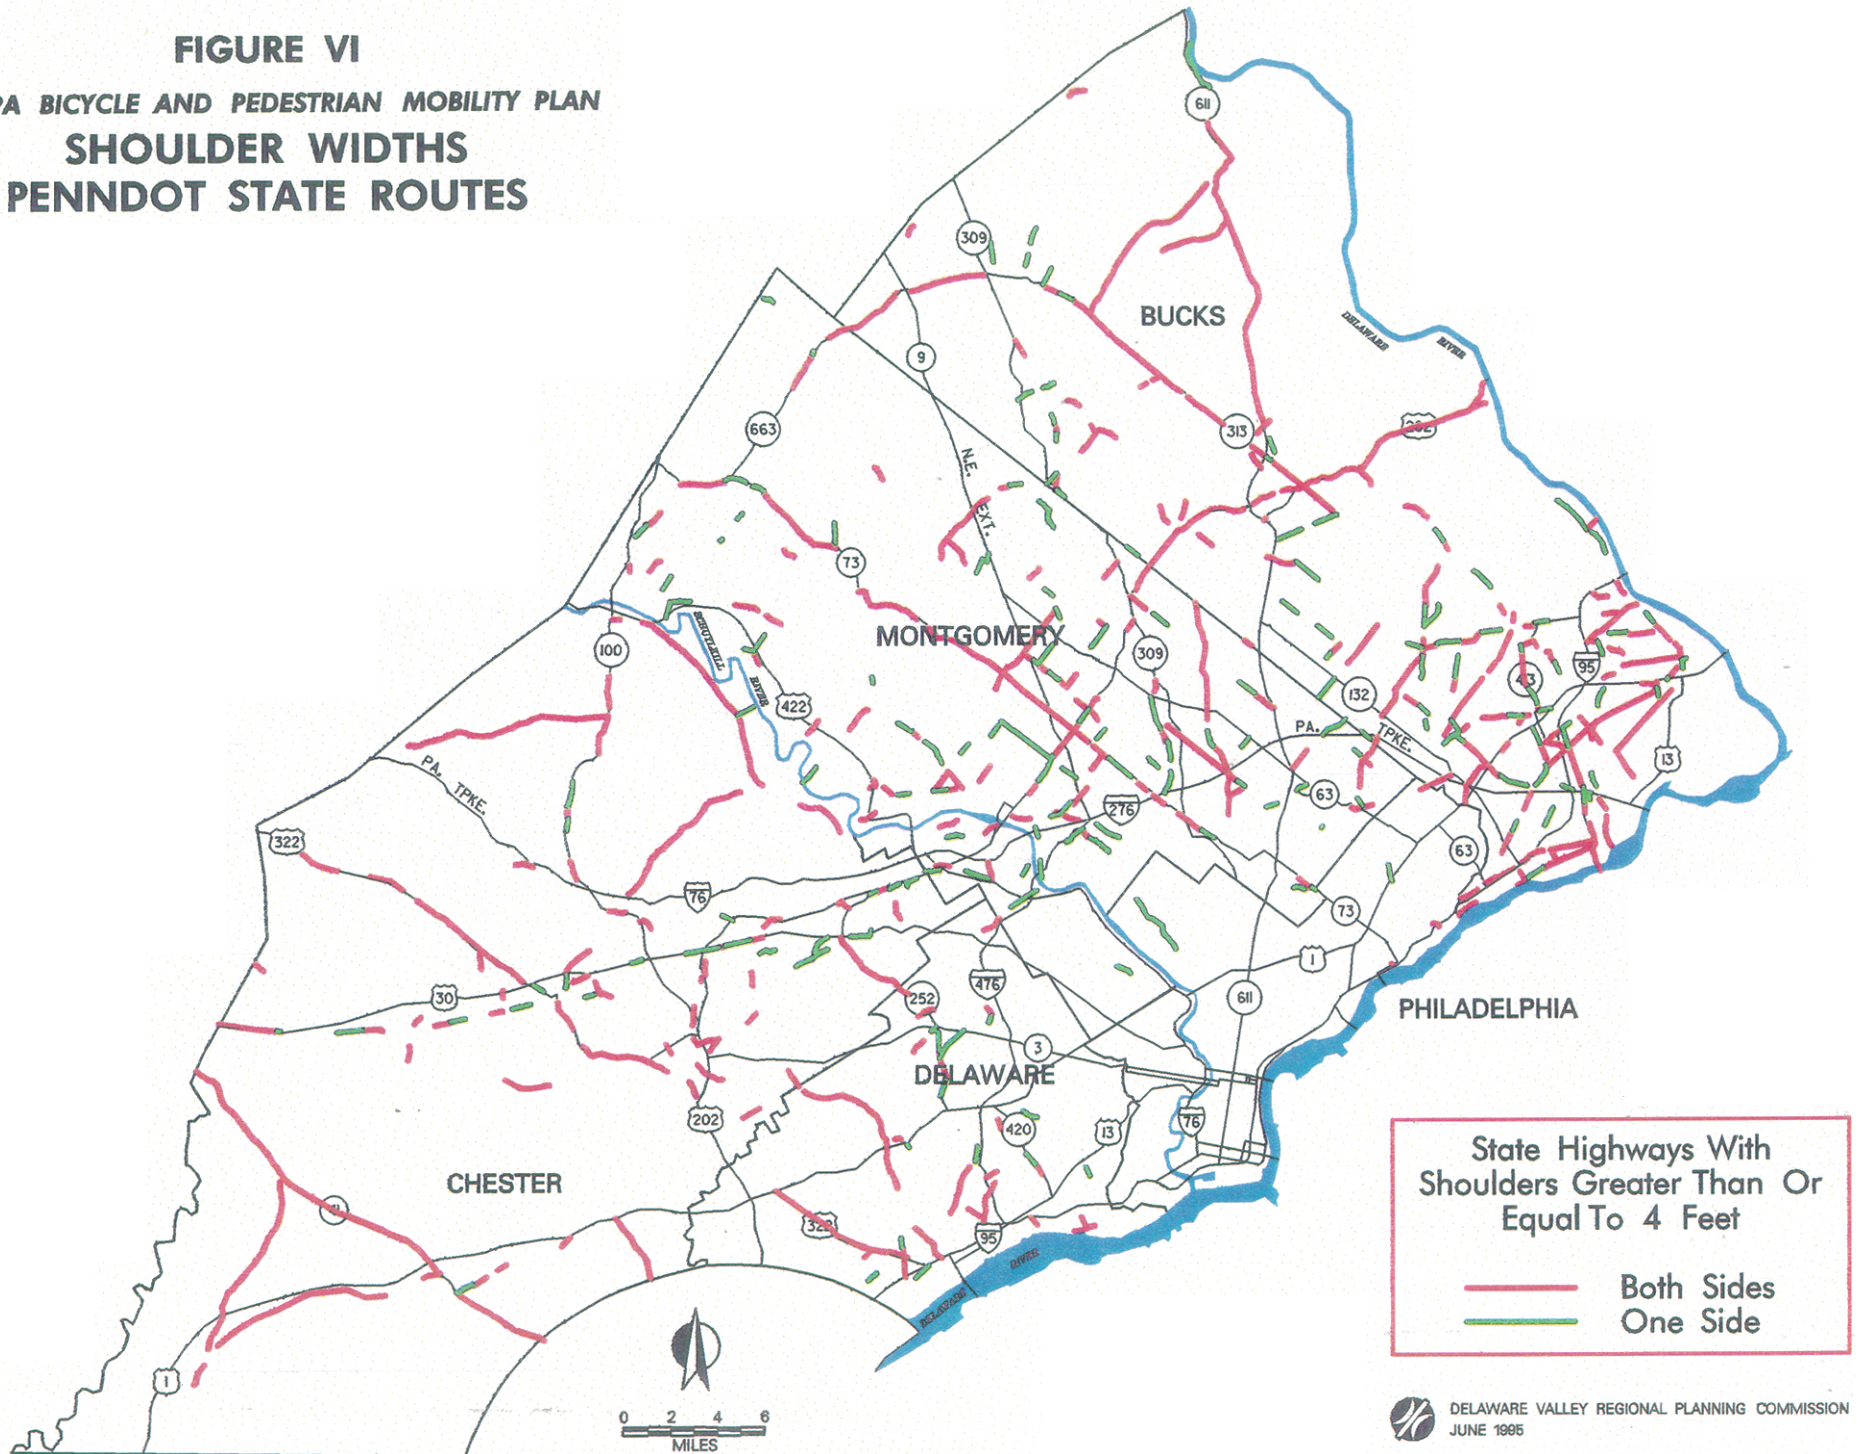 FIGURE VI
PA BICYCLE AND PEDESTRIAN MOBILITY PLAN
SHOULDER WIDTHS
PENNDOT STATE ROUTES
611
309
BUCKS
DELAWARE RIVER
9
663
313
202
N.E. EXT.
73
MONTGOMERY
309
100
SCHUYLKILL RIVER
422
413
95
132
PA. TPKE.
13
PA. TPKE.
276
63
322
63
76
73
1
30
252
476
611
PHILADELPHIA
3
DELAWARE
202
420
13
76
CHESTER
41
322
95
DELAWARE RIVER
1
State Highways With
Shoulders Greater Than Or
Equal To 4 Feet
Both Sides
One Side
0 2 4 6
MILES
DELAWARE VALLEY REGIONAL PLANNING COMMISSION
JUNE 1995